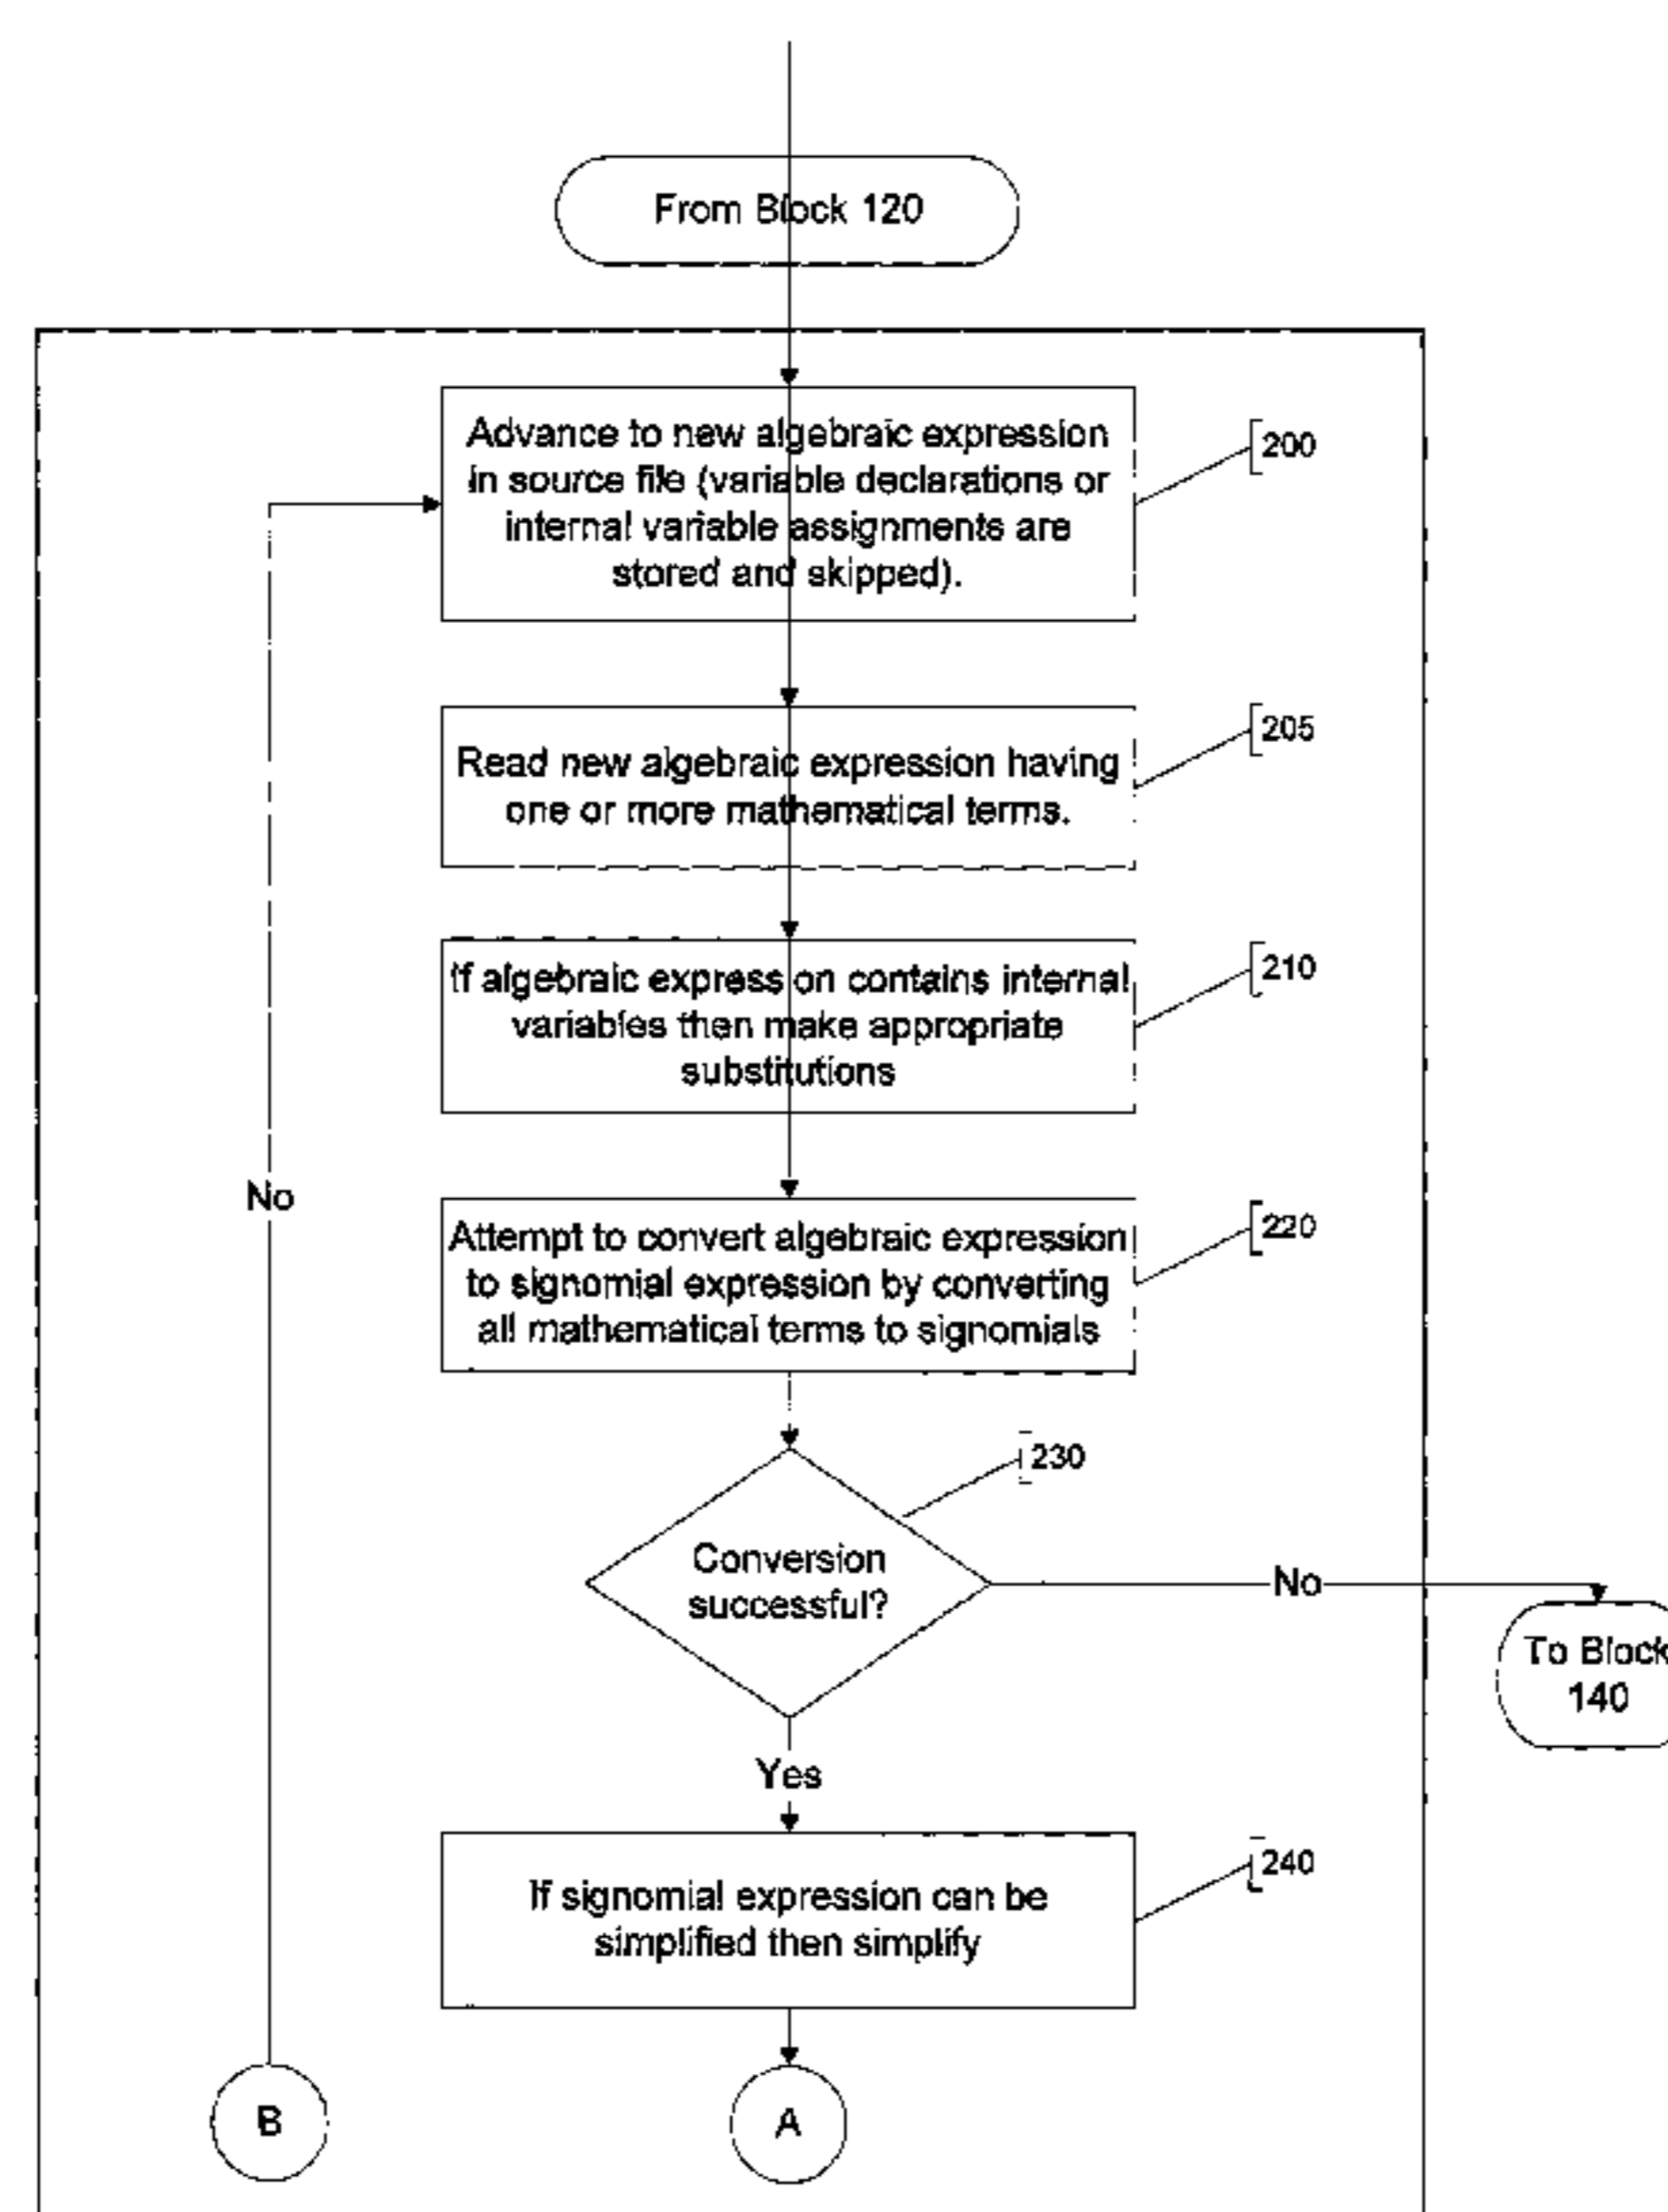 From Block 120
Advance to new algebraic expression
in source file (variable declarations or
internal variable assignments are
stored and skipped).
200
Read new algebraic expression having
one or more mathematical terms.
205
If algebraic express on contains internal
variables then make appropriate
substitutions
210
No
Attempt to convert algebraic expression
to signomial expression by converting
all mathematical terms to signomials
220
230
Conversion
successful?
No
To Block
140
Yes
If signomial expression can be
simplified then simplify
240
B
A